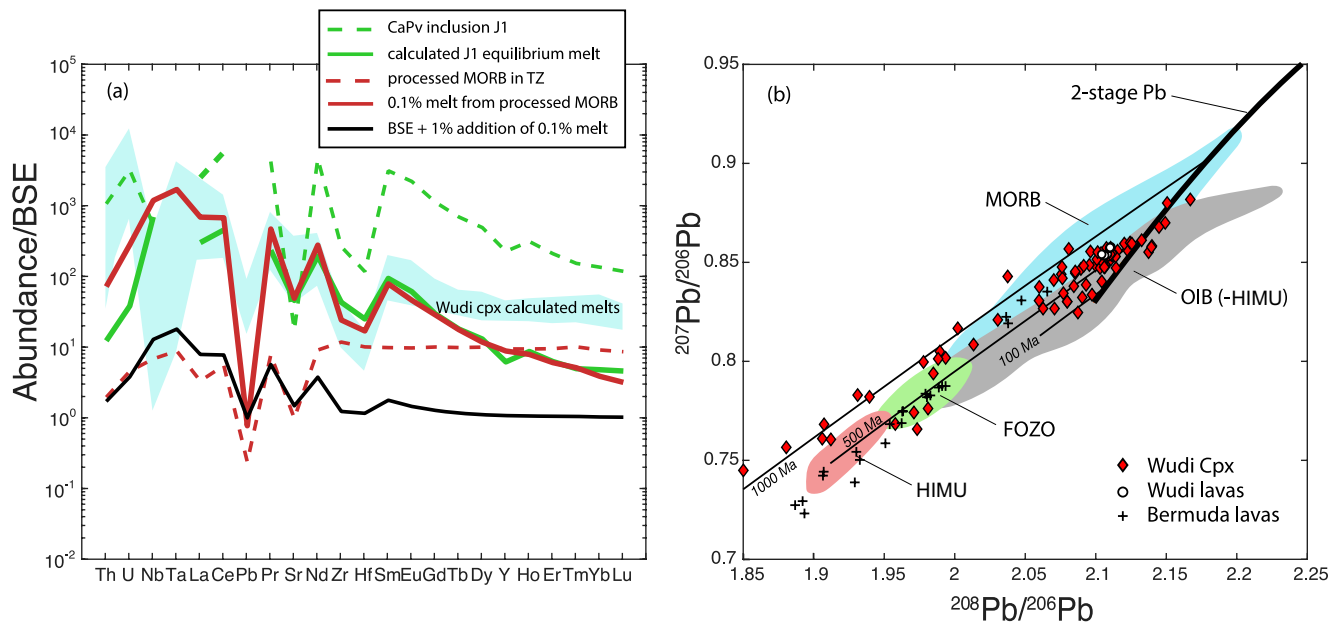 CaPv inclusion J1
calculated J1 equilibrium melt
processed MORB in TZ
0.1% melt from processed MORB
BSE + 1% addition of 0.1% melt
(a)
Abundance/BSE
10^5
10^4
10^3
10^2
10^1
10^0
10^-1
10^-2
Wudi cpx calculated melts
Th U Nb Ta La Ce Pb Pr Sr Nd Zr Hf Sm Eu Gd Tb Dy Y Ho Er Tm Yb Lu
(b)
^207Pb/^206Pb
0.95
0.9
0.85
0.8
0.75
0.7
2-stage Pb
MORB
OIB (-HIMU)
100 Ma
FOZO
500 Ma
HIMU
1000 Ma
Wudi Cpx
Wudi lavas
Bermuda lavas
1.85 1.9 1.95 2 2.05 2.1 2.15 2.2 2.25
^208Pb/^206Pb